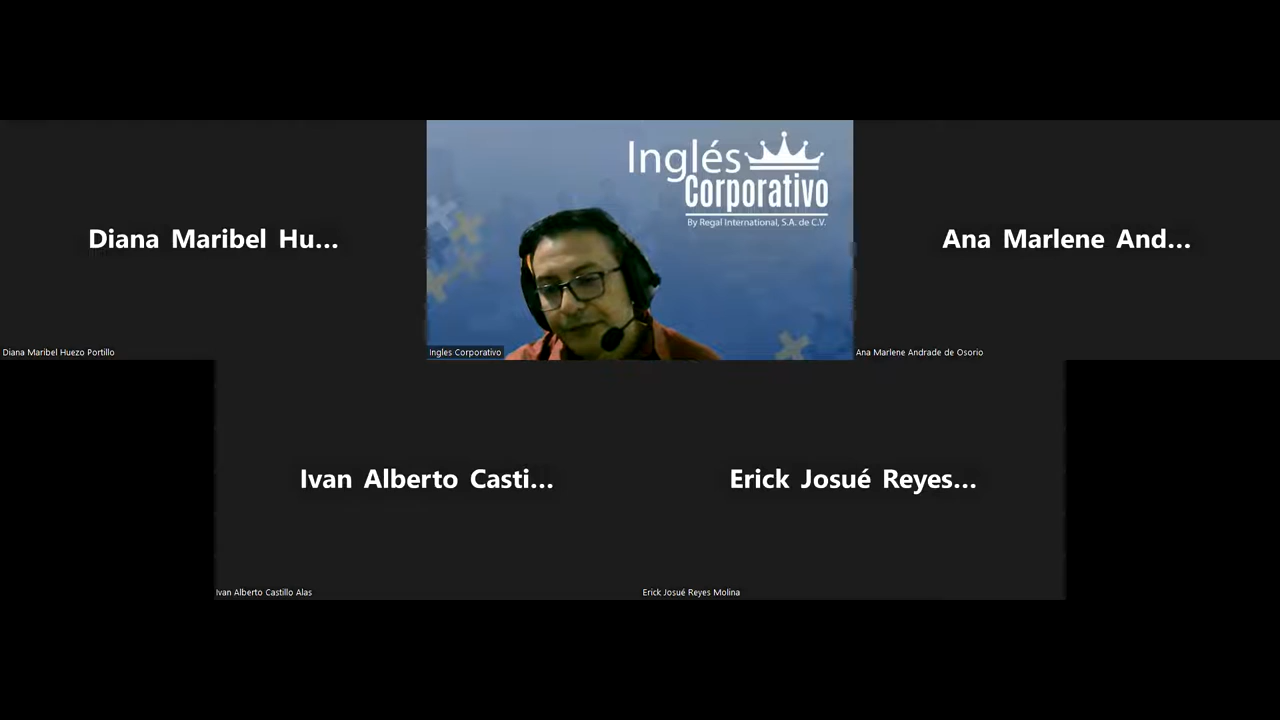 Inglés
Corporativo
By Regal International, S.A. de C.V.
Diana Maribel Hu...
Ana Marlene And...
Diana Maribel Huezo Portillo
Ingles Corporativo
Ana Marlene Andrade de Osorio
Ivan Alberto Casti...
Erick Josué Reyes...
Ivan Alberto Castillo Alas
Erick Josué Reyes Molina